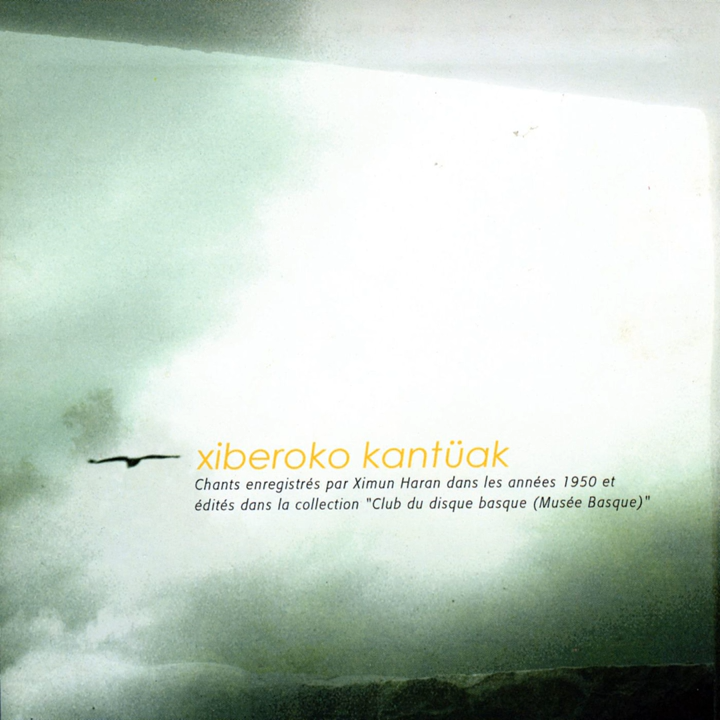 xiberoko kantüak
Chants enregistrés par Ximun Haran dans les années 1950 et
édités dans la collection "Club du disque basque (Musée Basque)"